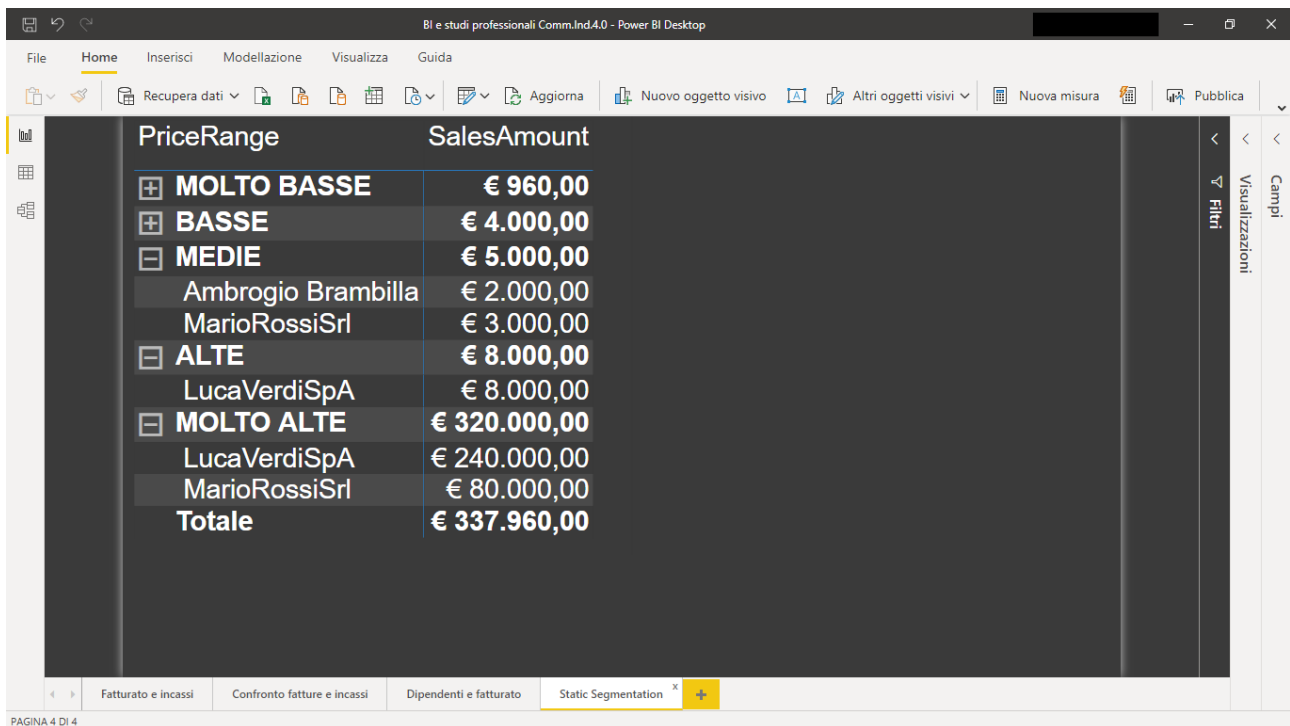 BI e studi professionali Comm.Ind.4.0 - Power BI Desktop
File Home Inserisci Modellazione Visualizza Guida
Recupera dati Aggiorna Nuovo oggetto visivo Altri oggetti visivi Nuova misura Pubblica
PriceRange SalesAmount
MOLTO BASSE € 960,00
BASSE € 4.000,00
MEDIE € 5.000,00
Ambrogio Brambilla € 2.000,00
MarioRossiSrl € 3.000,00
ALTE € 8.000,00
LucaVerdiSpA € 8.000,00
MOLTO ALTE € 320.000,00
LucaVerdiSpA € 240.000,00
MarioRossiSrl € 80.000,00
Totale € 337.960,00
Filtri
Visualizzazioni
Campi
Fatturato e incassi Confronto fatture e incassi Dipendenti e fatturato Static Segmentation x +
PAGINA 4 DI 4